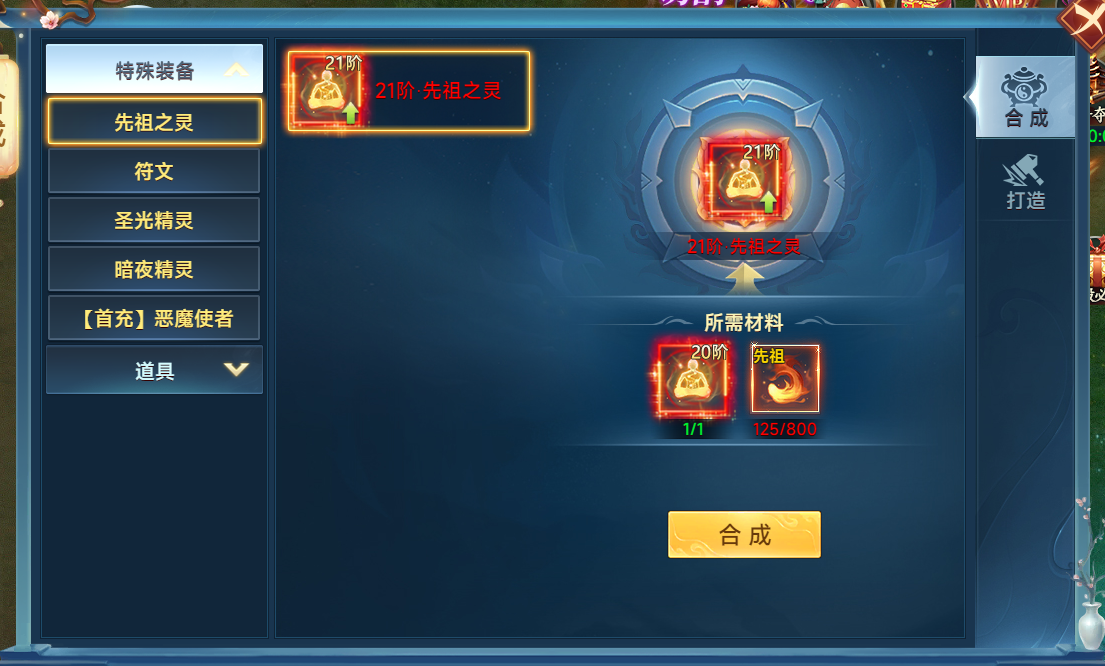 特殊装备
先祖之灵
符文
圣光精灵
暗夜精灵
【首充】恶魔使者
道具
21阶
21阶·先祖之灵
21阶
21阶·先祖之灵
所需材料
20阶
1/1
先祖
125/800
合成
合成
打造